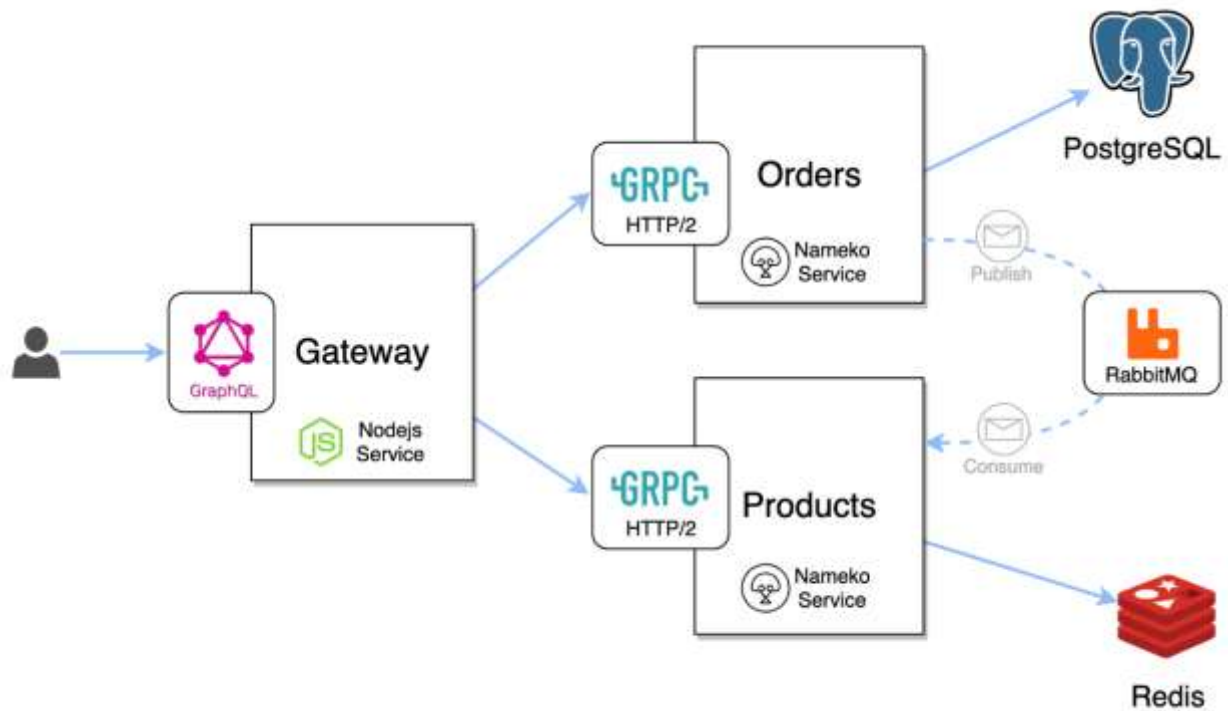 PostgreSQL
GRPC
HTTP/2
Orders
Nameko
Service
Publish
GraphQL
Gateway
JS
Nodejs
Service
RabbitMQ
GRPC
HTTP/2
Products
Nameko
Service
Consume
Redis